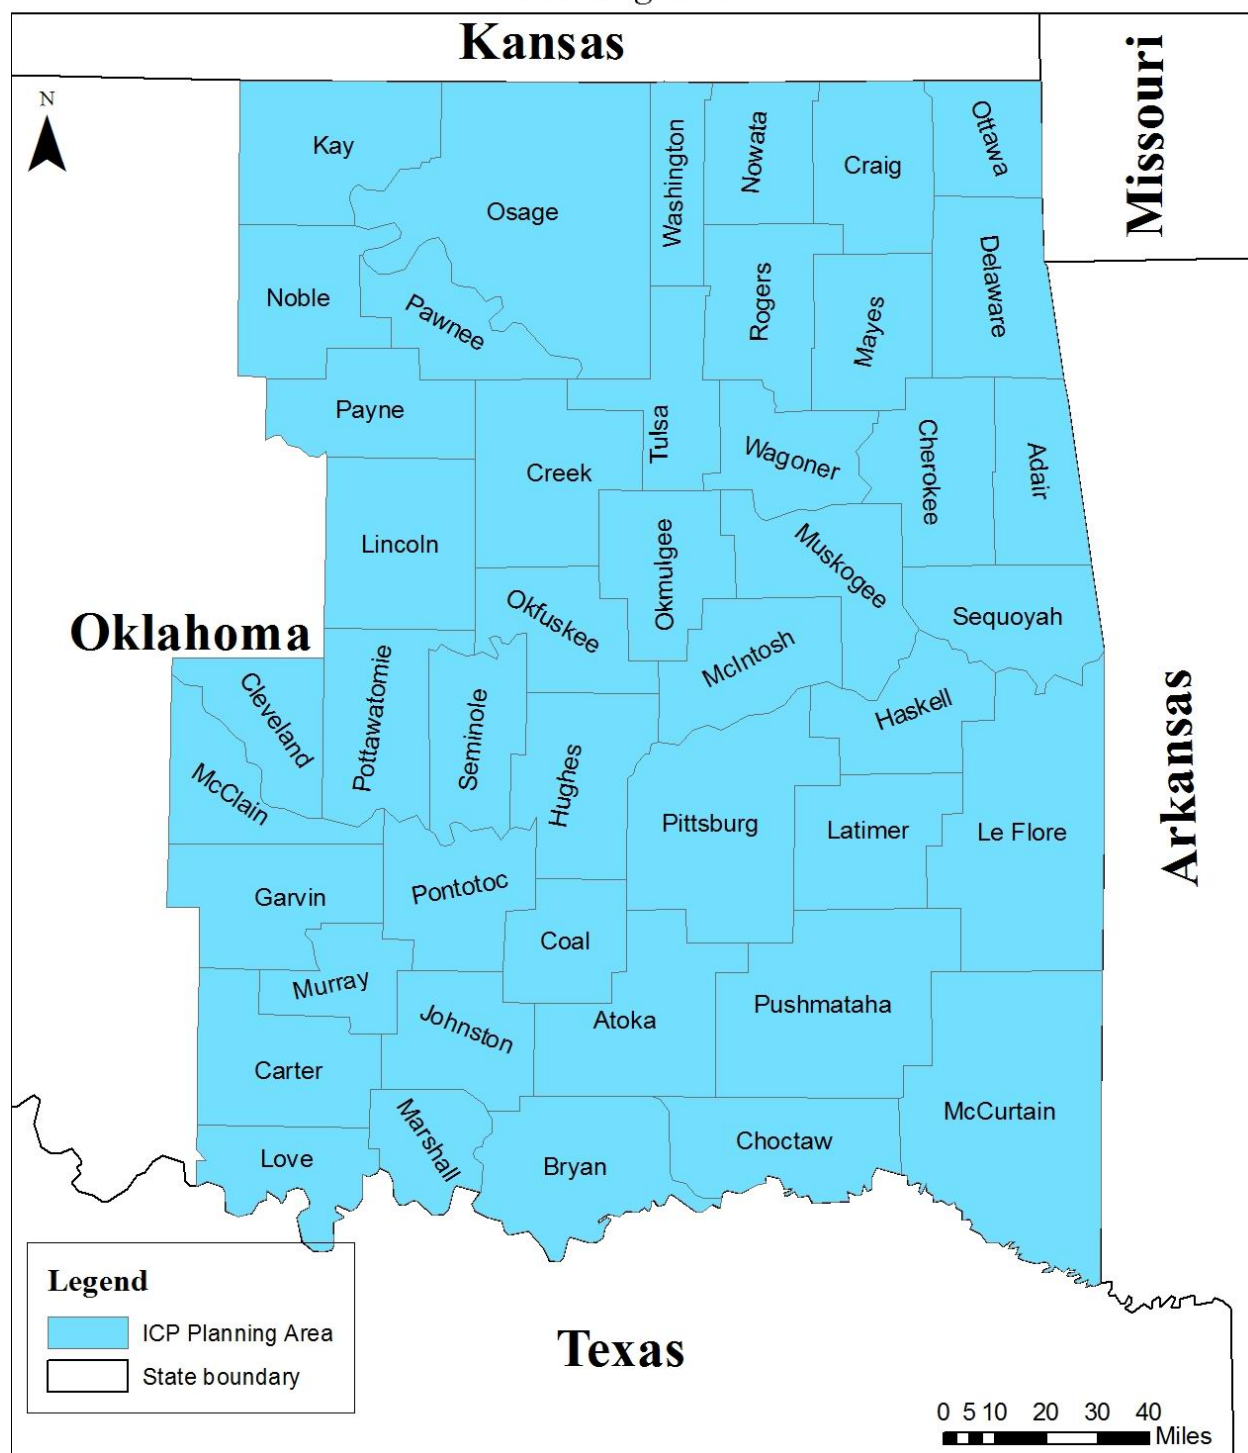 Kansas
Missouri
N
Kay
Osage
Washington
Nowata
Craig
Ottawa
Noble
Pawnee
Rogers
Mayes
Delaware
Payne
Creek
Tulsa
Wagoner
Cherokee
Adair
Lincoln
Okmulgee
Muskogee
Okfuskee
Sequoyah
Oklahoma
McIntosh
Cleveland
Pottawatomie
Seminole
Haskell
McClain
Hughes
Pittsburg
Latimer
Le Flore
Arkansas
Garvin
Pontotoc
Coal
Murray
Johnston
Atoka
Pushmataha
Carter
Marshall
McCurtain
Love
Bryan
Choctaw
Legend
ICP Planning Area
State boundary
Texas
0 5 10 20 30 40
Miles